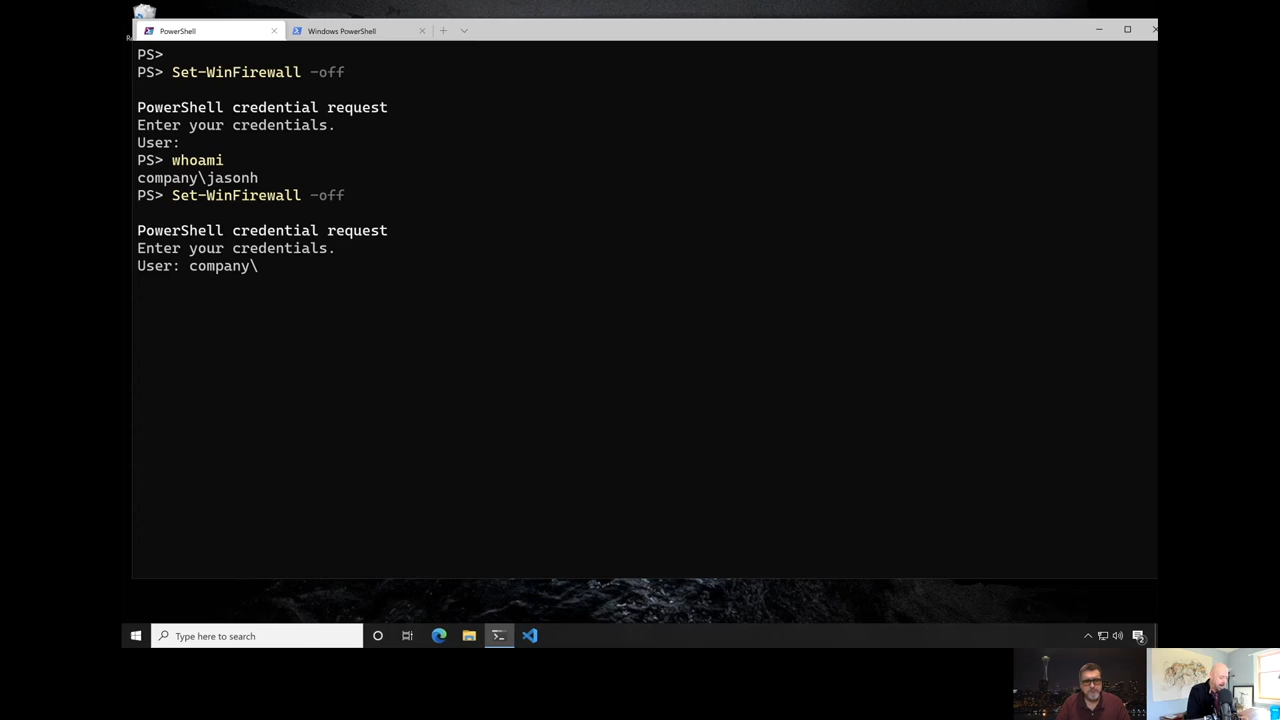 PowerShell
Windows PowerShell
PS>
PS> Set-WinFirewall -off
PowerShell credential request
Enter your credentials.
User:
PS> whoami
company\jasonh
PS> Set-WinFirewall -off
PowerShell credential request
Enter your credentials.
User: company\
Type here to search
2